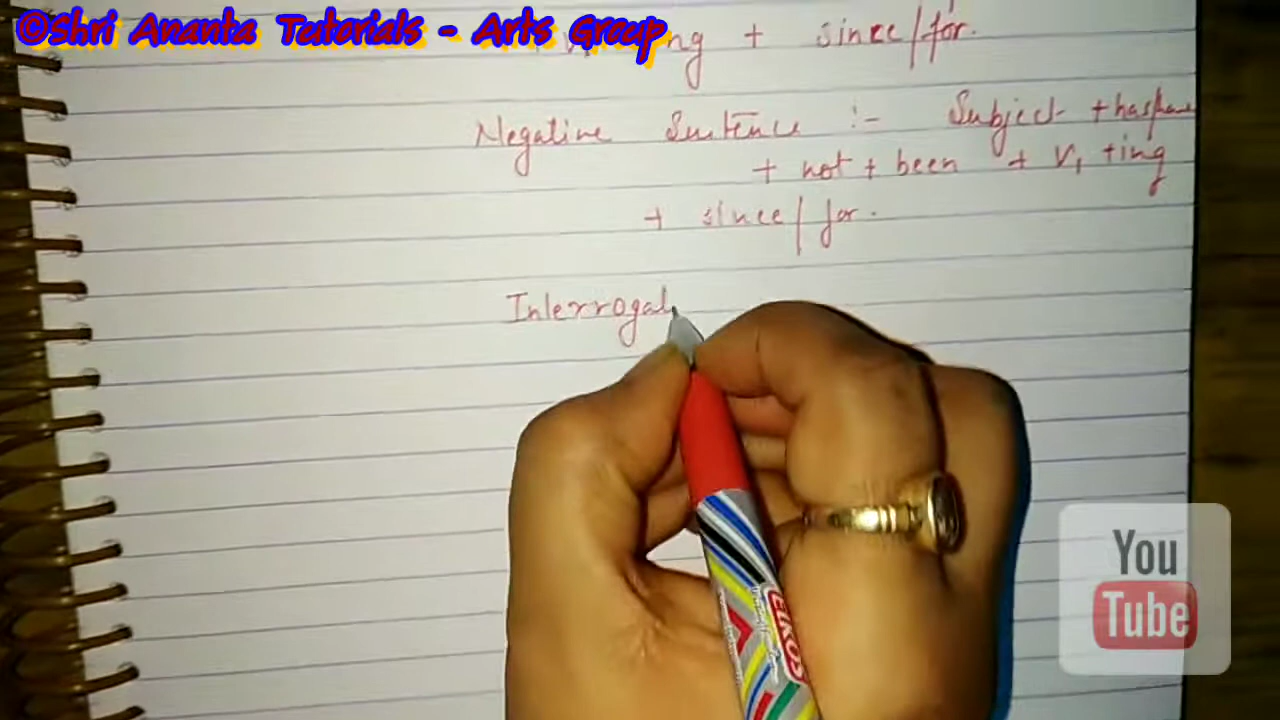 ©Shri Ananta Tutorials - Arts Group
ng + since/for.
Negative Sentence :- Subject + has/have
+ not + been + V1 +ing
+ since/for.
Interrogat
You
Tube
ELKOS